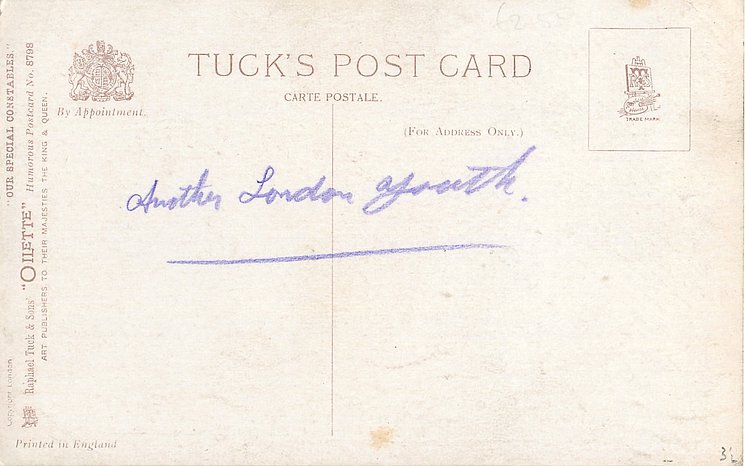 TUCK'S POST CARD
By Appointment.
CARTE POSTALE.
(FOR ADDRESS ONLY.)
TRADE MARK
Another London Youth.
"OUR SPECIAL CONSTABLES."
Raphael Tuck & Sons' "OILETTE" Humorous Postcard No. 8798
ART PUBLISHERS TO THEIR MAJESTIES THE KING & QUEEN.
Copyright London
Printed in England